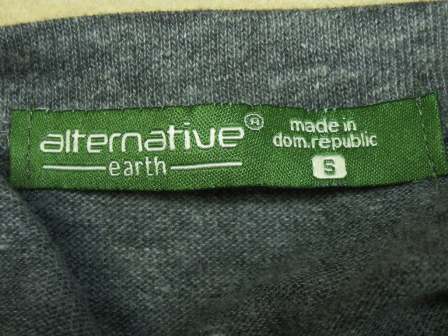 alternative®
earth
made in
dom.republic
S